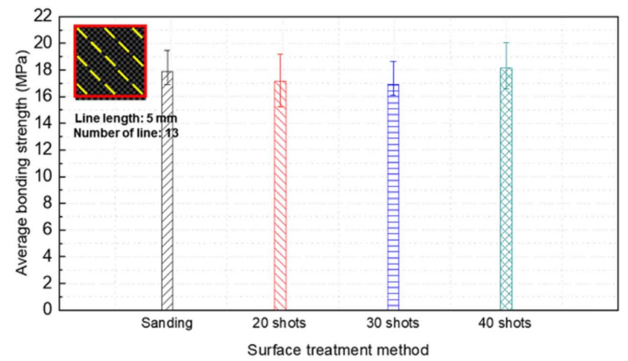 22
20
18
16
14
12
10
8
6
4
2
0
Average bonding strength (MPa)
Line length: 5 mm
Number of line: 13
Sanding
20 shots
30 shots
40 shots
Surface treatment method